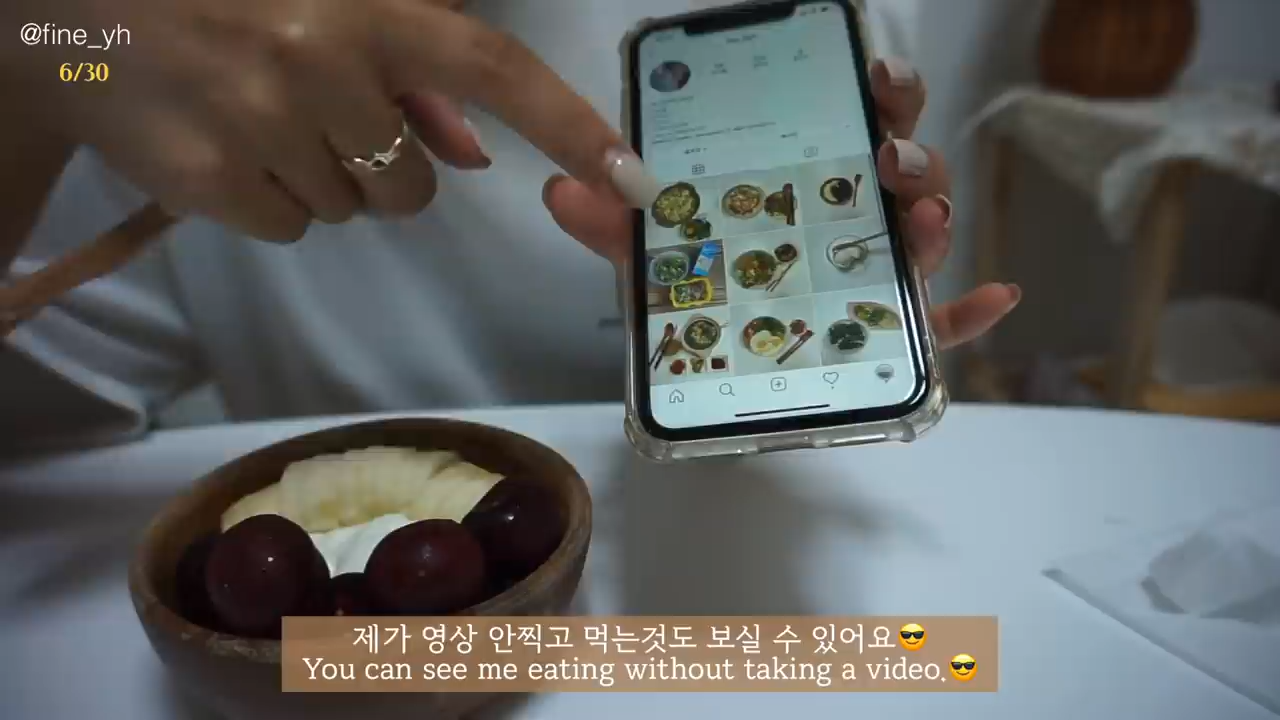 @fine_yh
6/30
제가 영상 안찍고 먹는것도 보실 수 있어요😎
You can see me eating without taking a video.😎